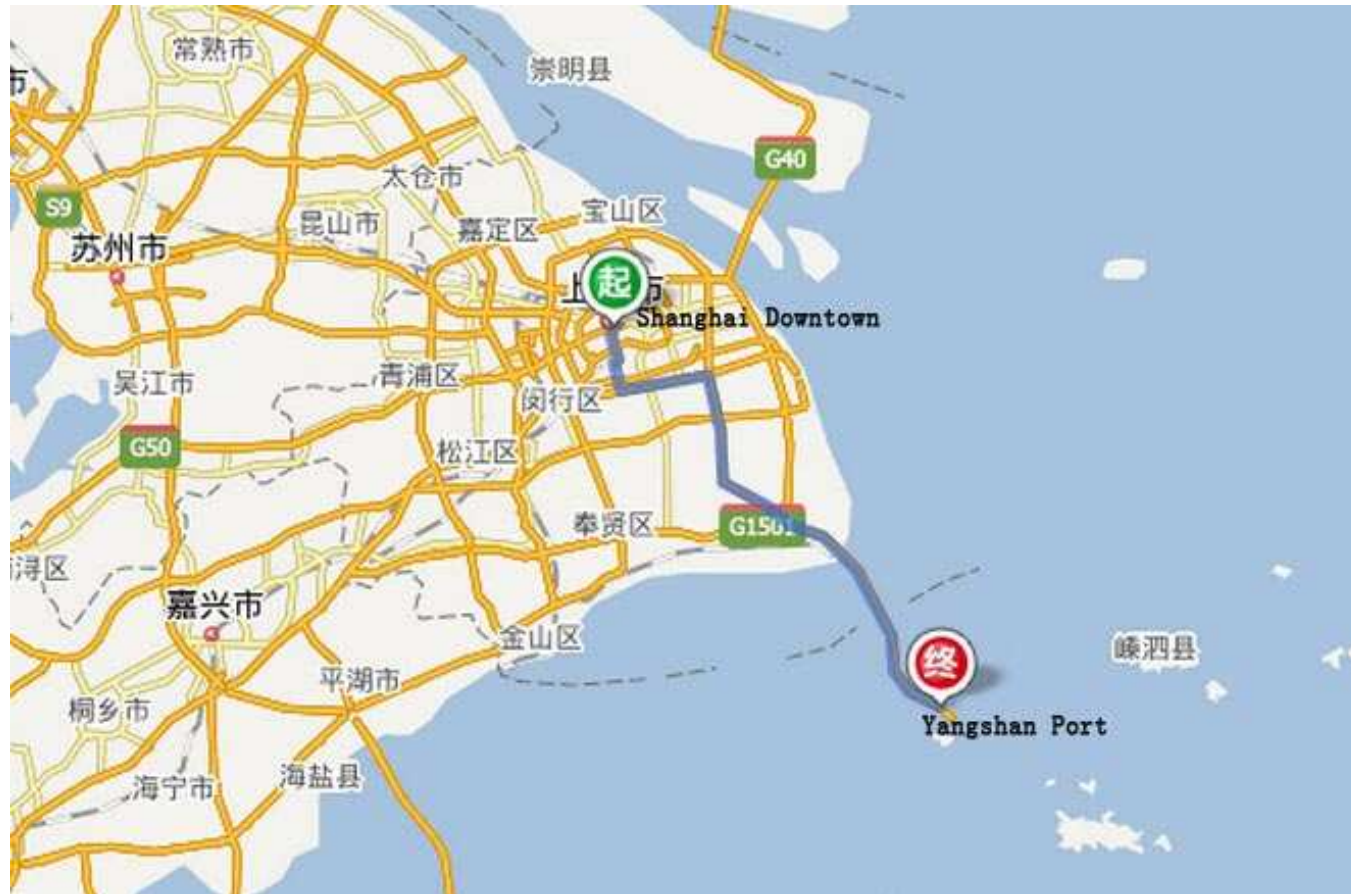 常熟市
崇明县
市
G40
太仓市
S9
昆山市
嘉定区
宝山区
苏州市
上
起
市
Shanghai Downtown
吴江市
青浦区
闵行区
G50
松江区
奉贤区
G1501
浔区
嘉兴市
金山区
终
嵊泗县
平湖市
桐乡市
Yangshan Port
海宁市
海盐县